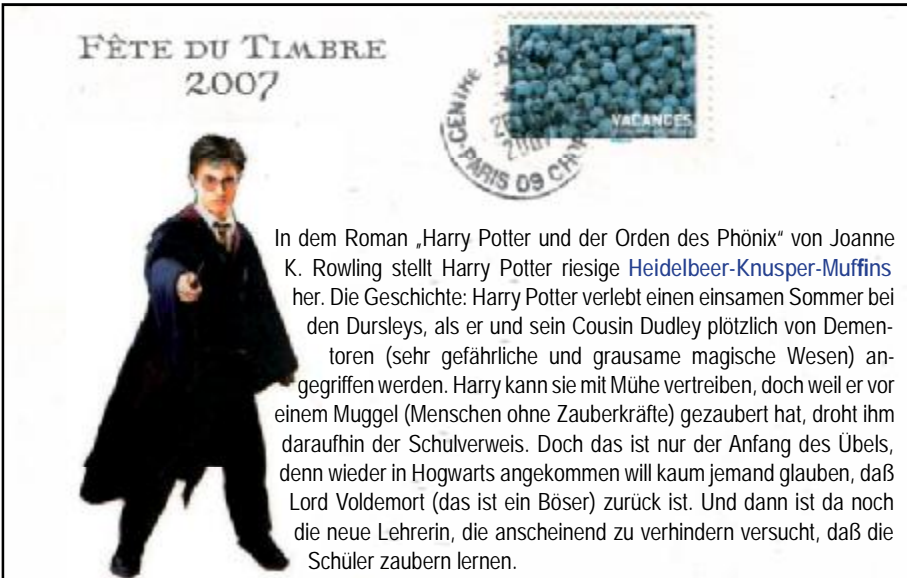 FÊTE DU TIMBRE
2007
VACANCES
2007
PARIS 09
In dem Roman „Harry Potter und der Orden des Phönix“ von Joanne
K. Rowling stellt Harry Potter riesige Heidelbeer-Knusper-Muffins
her. Die Geschichte: Harry Potter verlebt einen einsamen Sommer bei
den Dursleys, als er und sein Cousin Dudley plötzlich von Demen-
toren (sehr gefährliche und grausame magische Wesen) an-
gegriffen werden. Harry kann sie mit Mühe vertreiben, doch weil er vor
einem Muggel (Menschen ohne Zauberkräfte) gezaubert hat, droht ihm
daraufhin der Schulverweis. Doch das ist nur der Anfang des Übels,
denn wieder in Hogwarts angekommen will kaum jemand glauben, daß
Lord Voldemort (das ist ein Böser) zurück ist. Und dann ist da noch
die neue Lehrerin, die anscheinend zu verhindern versucht, daß die
Schüler zaubern lernen.